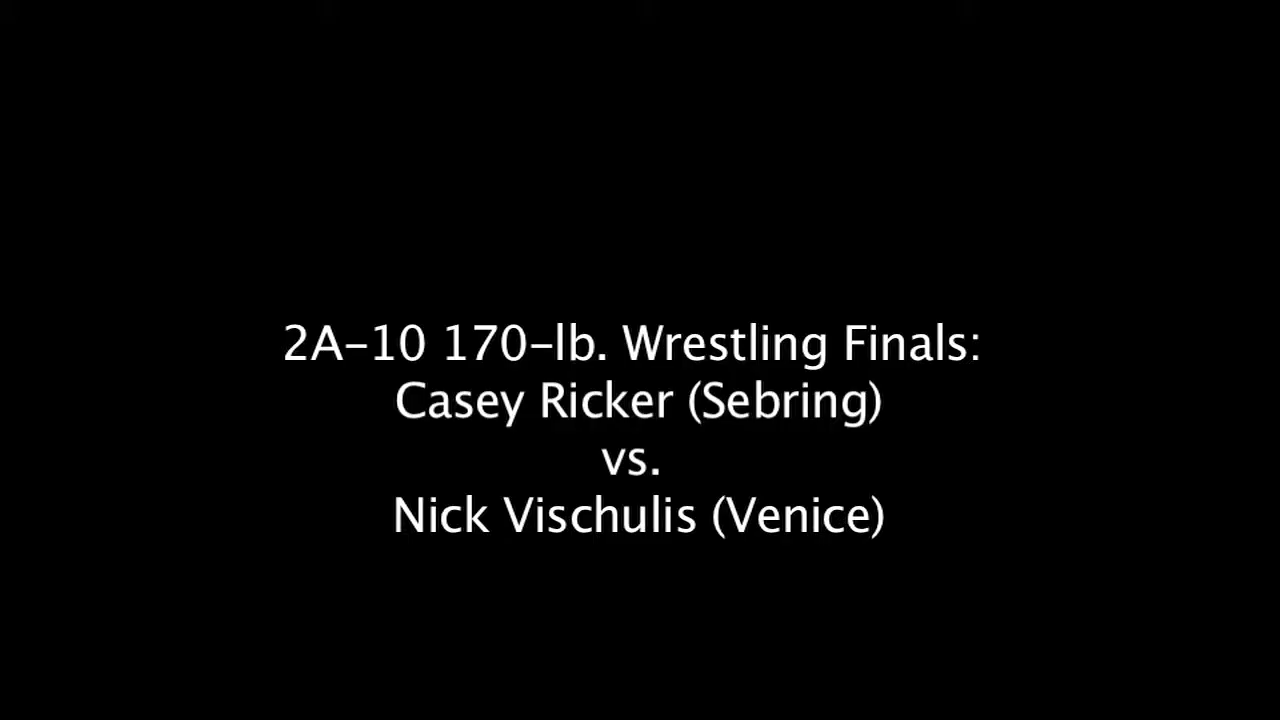 2A-10 170-lb. Wrestling Finals:
Casey Ricker (Sebring)
vs.
Nick Vischulis (Venice)